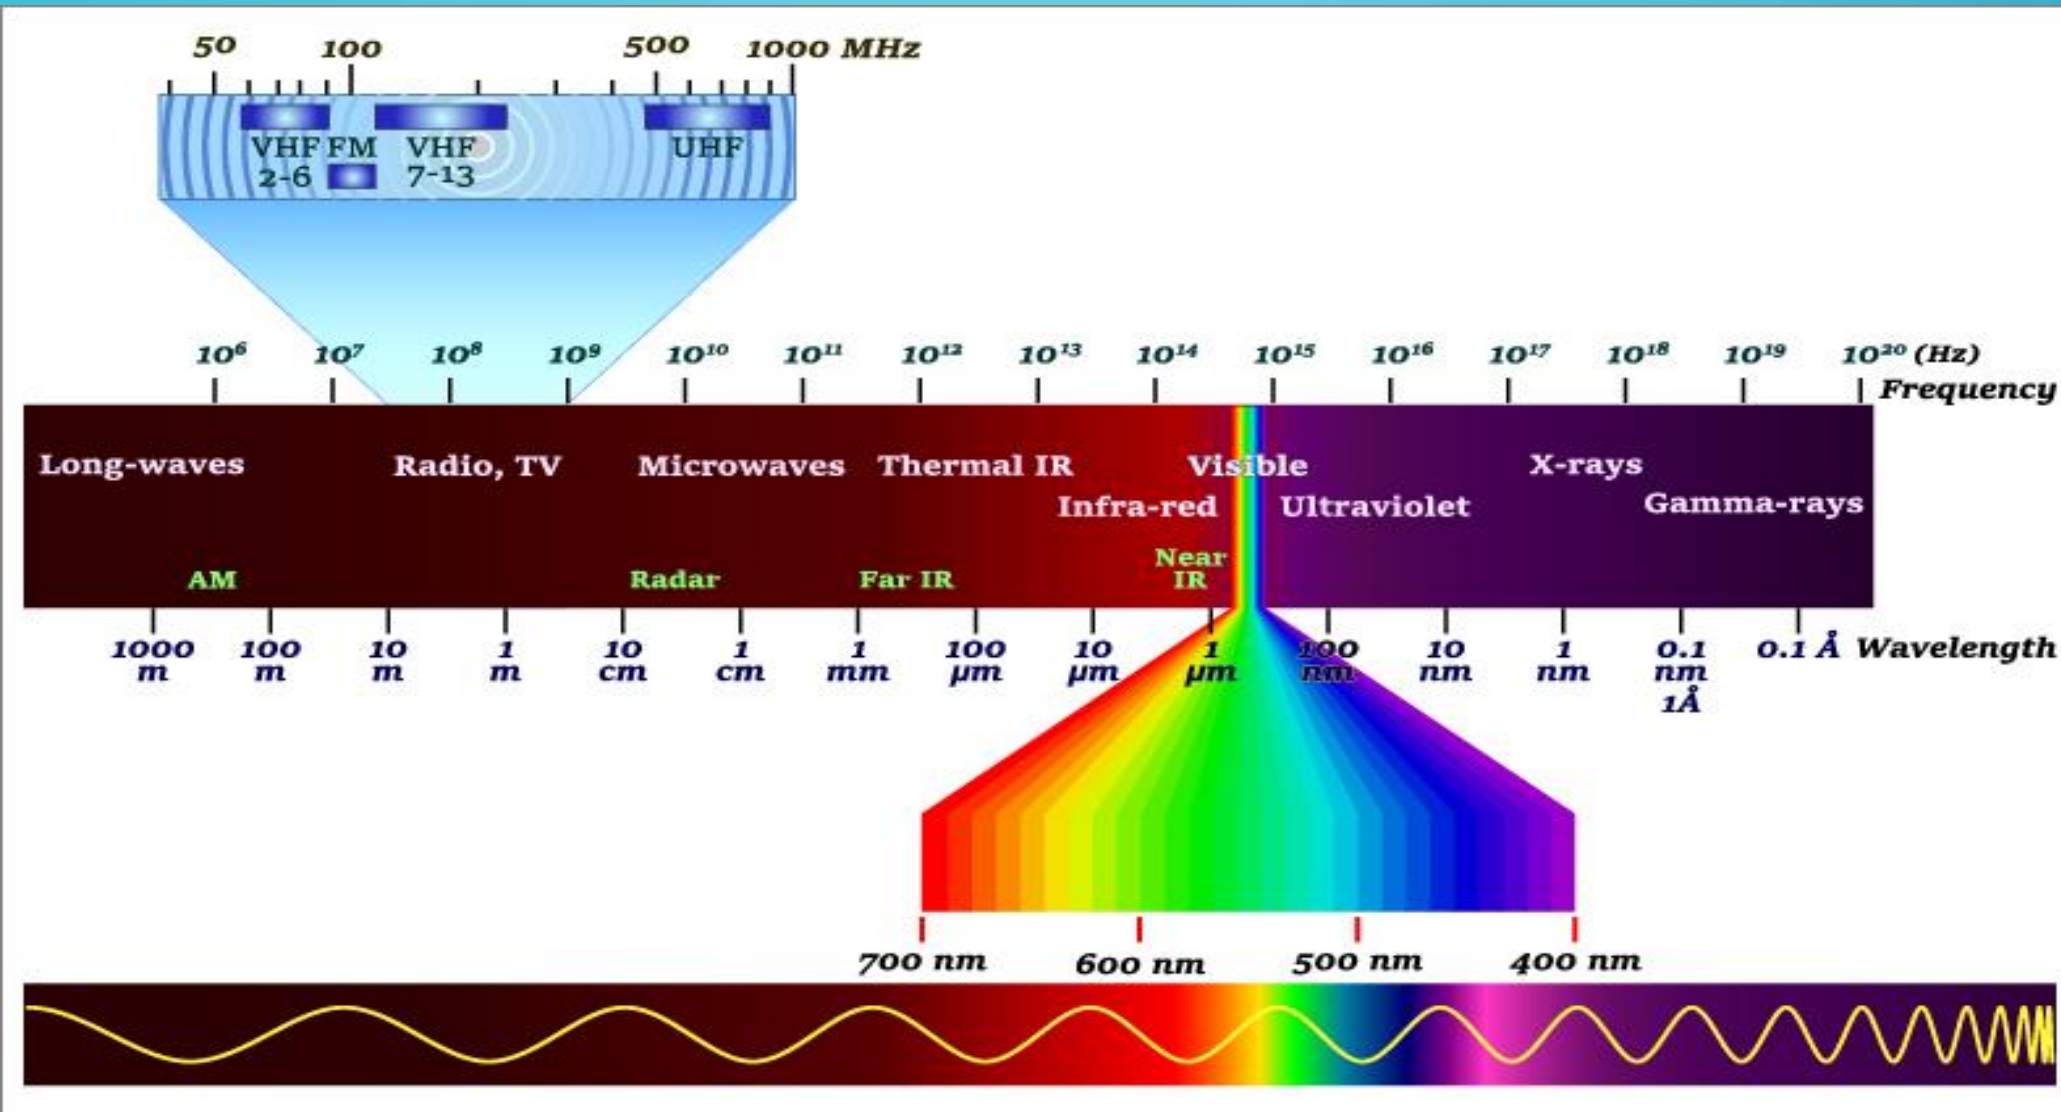 50 100 500 1000 MHz
VHF FM VHF UHF
2-6 7-13
10⁶ 10⁷ 10⁸ 10⁹ 10¹⁰ 10¹¹ 10¹² 10¹³ 10¹⁴ 10¹⁵ 10¹⁶ 10¹⁷ 10¹⁸ 10¹⁹ 10²⁰ (Hz)
Frequency
Long-waves Radio, TV Microwaves Thermal IR Visible X-rays
Infra-red Ultraviolet Gamma-rays
Near
AM Radar Far IR IR
1000 100 10 1 10 1 1 100 10 1 100 10 1 0.1 0.1 Å Wavelength
m m m m cm cm mm µm µm µm nm nm nm nm
1Å
700 nm 600 nm 500 nm 400 nm